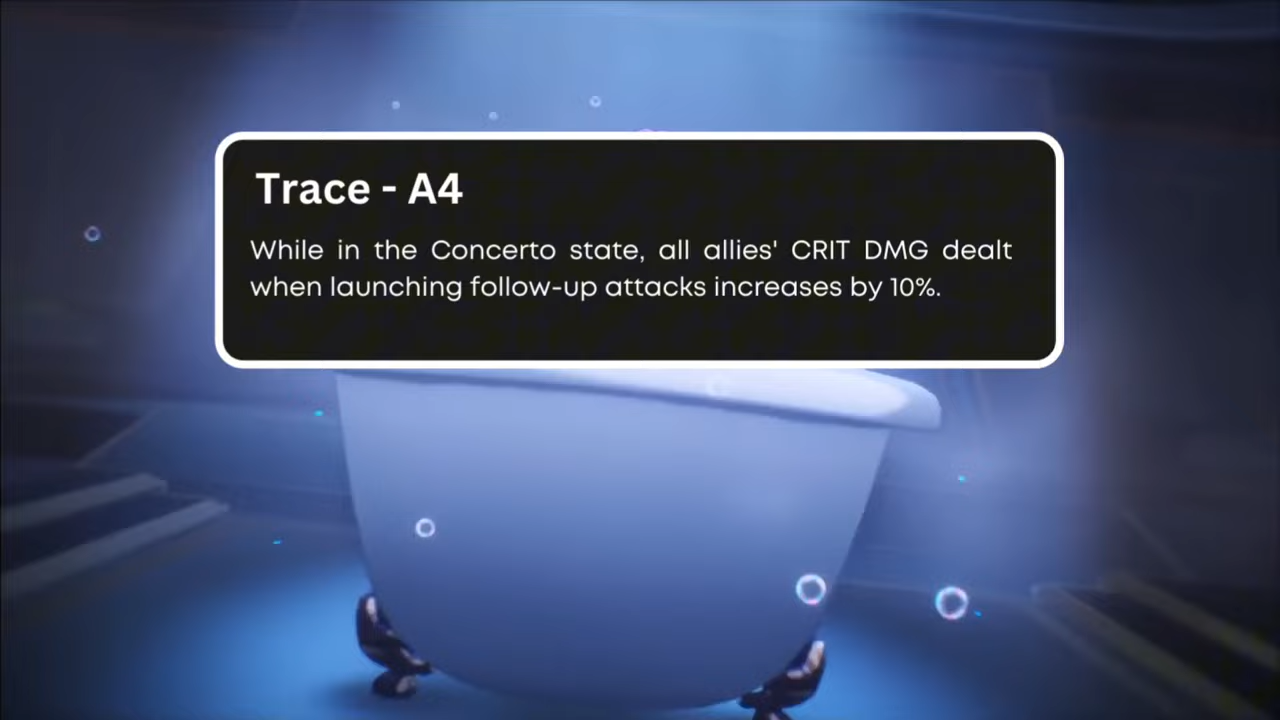 Trace - A4
While in the Concerto state, all allies' CRIT DMG dealt
when launching follow-up attacks increases by 10%.